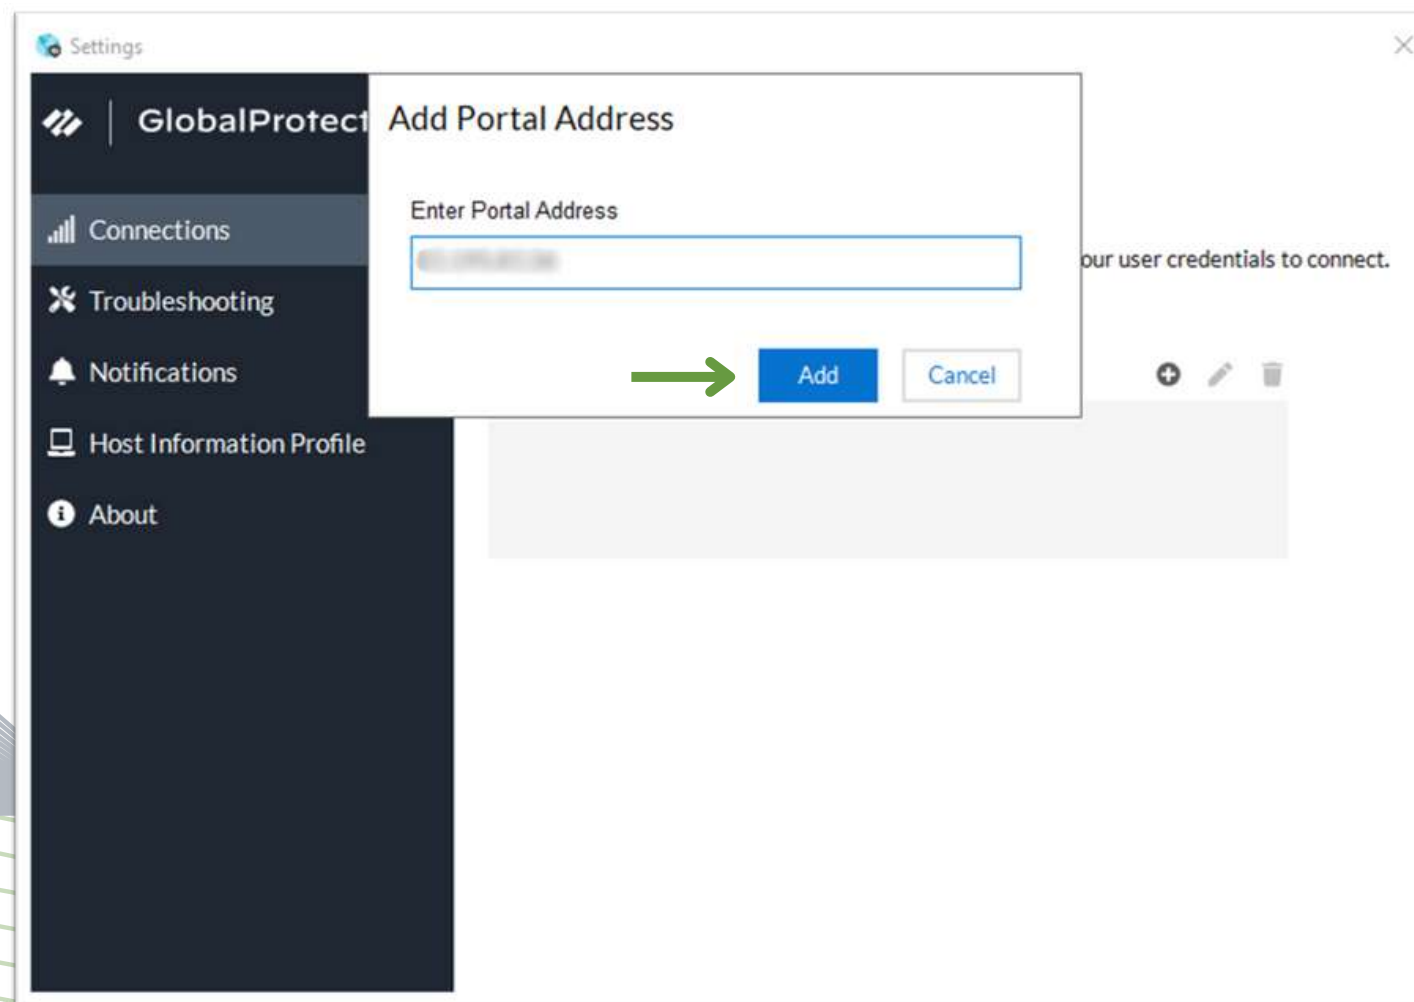 Settings
GlobalProtect
Add Portal Address
Enter Portal Address
our user credentials to connect.
Add
Cancel
Connections
Troubleshooting
Notifications
Host Information Profile
About